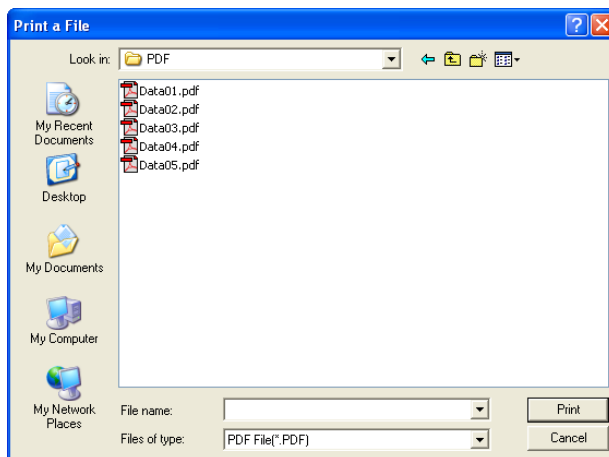 Print a File
Look in:
PDF
Data01.pdf
Data02.pdf
Data03.pdf
Data04.pdf
Data05.pdf
My Recent
Documents
Desktop
My Documents
My Computer
My Network
Places
File name:
Print
Files of type:
PDF File(*.PDF)
Cancel